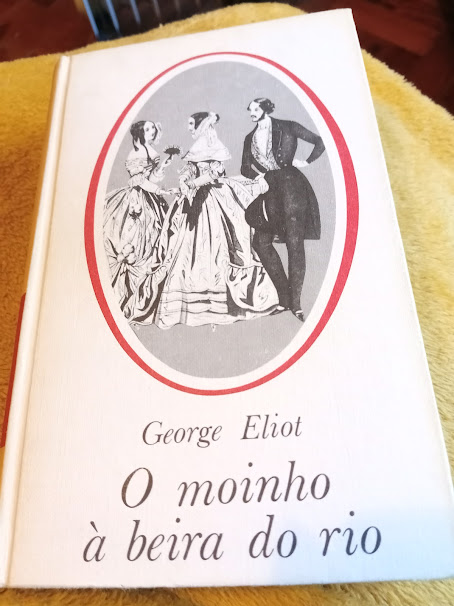 George Eliot
O moinho
à beira do rio